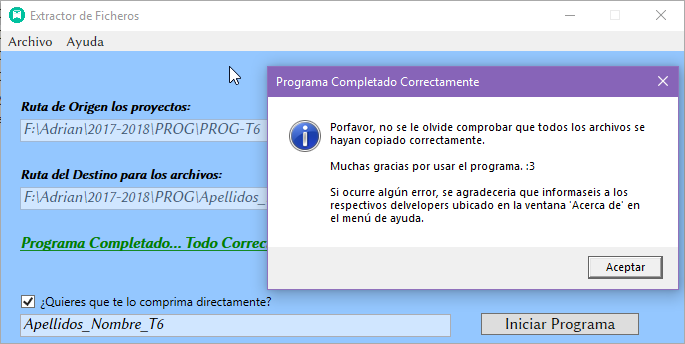 Extractor de Ficheros
Archivo Ayuda
Programa Completado Correctamente
Ruta de Origen los proyectos:
F:\Adrian\2017-2018\PROG\PROG-T6
Porfavor, no se le olvide comprobar que todos los archivos se
hayan copiado correctamente.
Muchas gracias por usar el programa. :3
Si ocurre algún error, se agradeceria que informaseis a los
respectivos delvelopers ubicado en la ventana 'Acerca de' en
el menú de ayuda.
Aceptar
Ruta del Destino para los archivos:
F:\Adrian\2017-2018\PROG\Apellidos_
Programa Completado... Todo Correc
¿Quieres que te lo comprima directamente?
Apellidos_Nombre_T6
Iniciar Programa